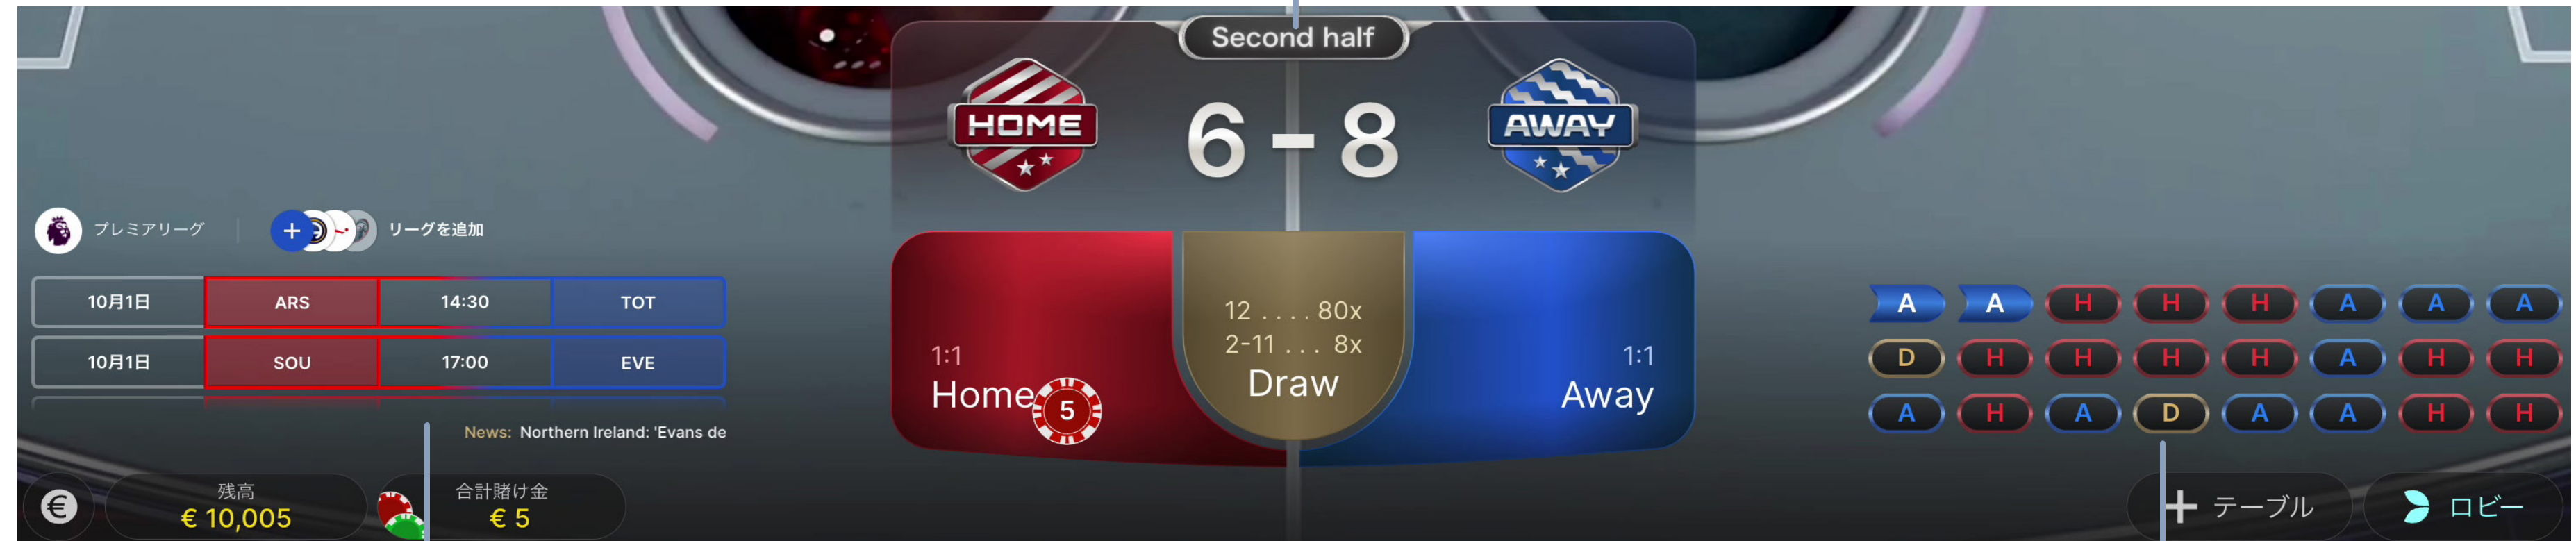 Second half
HOME
6 - 8
AWAY
プレミアリーグ
リーグを追加
10月1日 ARS 14:30 TOT
10月1日 SOU 17:00 EVE
News: Northern Ireland: 'Evans de
1:1
Home
5
12 .... 80x
2-11 ... 8x
Draw
1:1
Away
A A H H H A A A
D H H H H A H H
A H A D A A H H
€
残高
€ 10,005
合計賭け金
€ 5
テーブル
ロビー